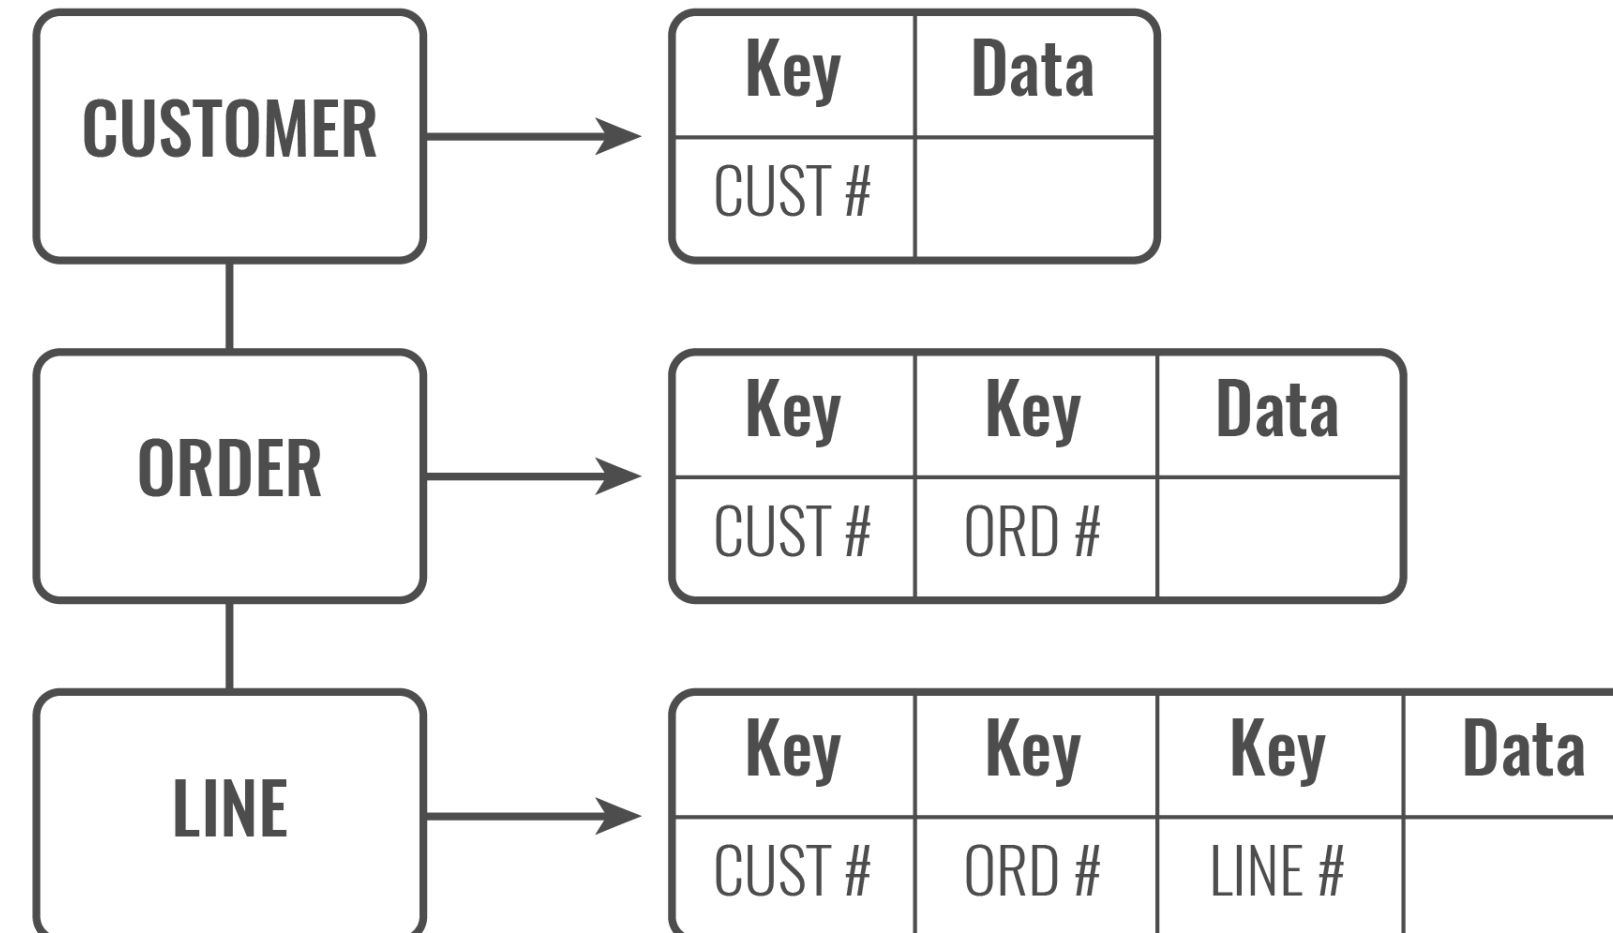 CUSTOMER
Key Data
CUST #
ORDER
Key Key Data
CUST # ORD #
LINE
Key Key Key Data
CUST # ORD # LINE #